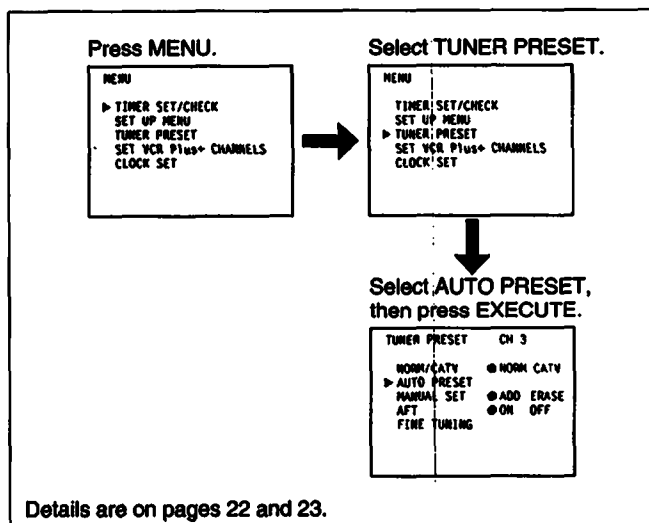 Press MENU.
MENU
▶ TIMER SET/CHECK
SET UP MENU
TUNER PRESET
SET VCR Plus+ CHANNELS
CLOCK SET
Select TUNER PRESET.
MENU
TIMER SET/CHECK
SET UP MENU
▶ TUNER PRESET
SET VCR Plus+ CHANNELS
CLOCK SET
Select AUTO PRESET,
then press EXECUTE.
TUNER PRESET CH 3
NORM/CATV ●NORM CATV
▶ AUTO PRESET
MANUAL SET ●ADD ERASE
AFT ●ON OFF
FINE TUNING
Details are on pages 22 and 23.